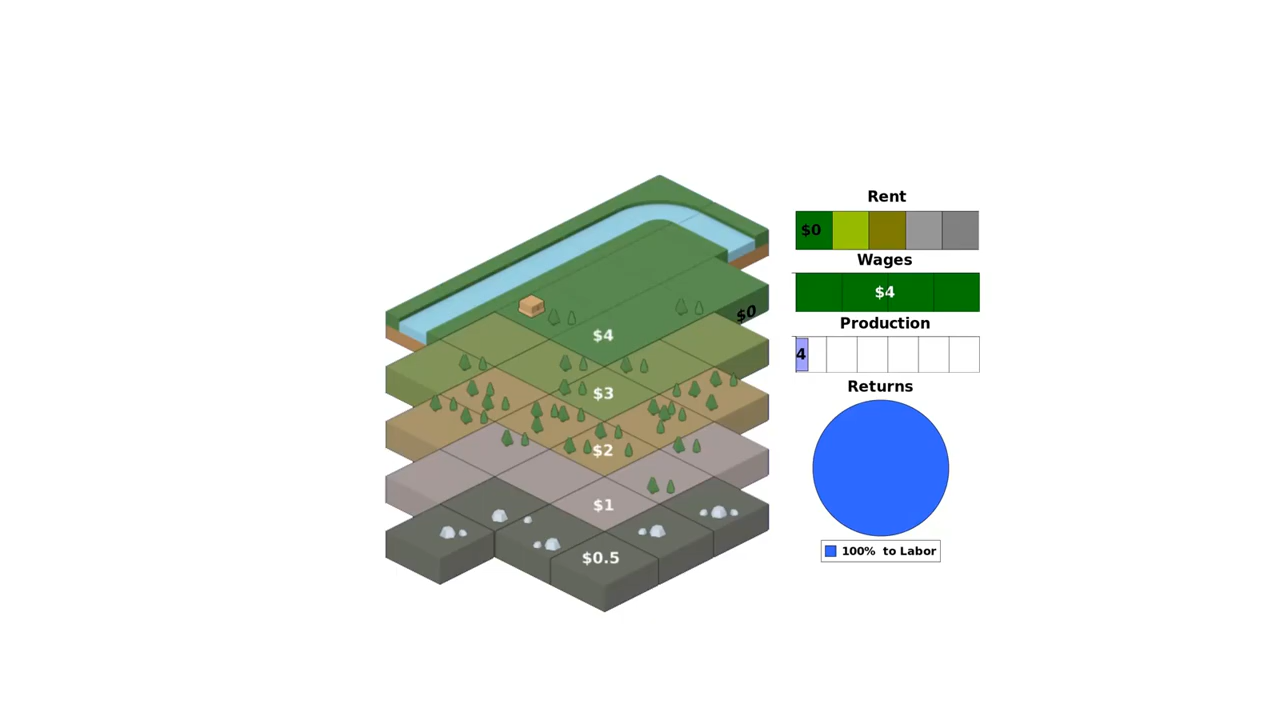 Rent
$0
Wages
$4
Production
4
Returns
100% to Labor
$4
$0
$3
$2
$1
$0.5